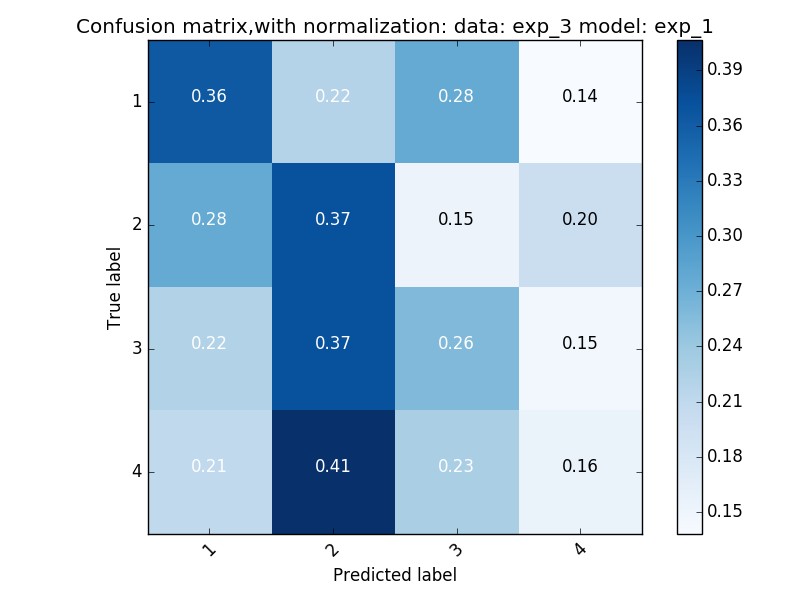 Confusion matrix,with normalization: data: exp_3 model: exp_1
True label
1 0.36 0.22 0.28 0.14
2 0.28 0.37 0.15 0.20
3 0.22 0.37 0.26 0.15
4 0.21 0.41 0.23 0.16
1 2 3 4
Predicted label
0.39
0.36
0.33
0.30
0.27
0.24
0.21
0.18
0.15